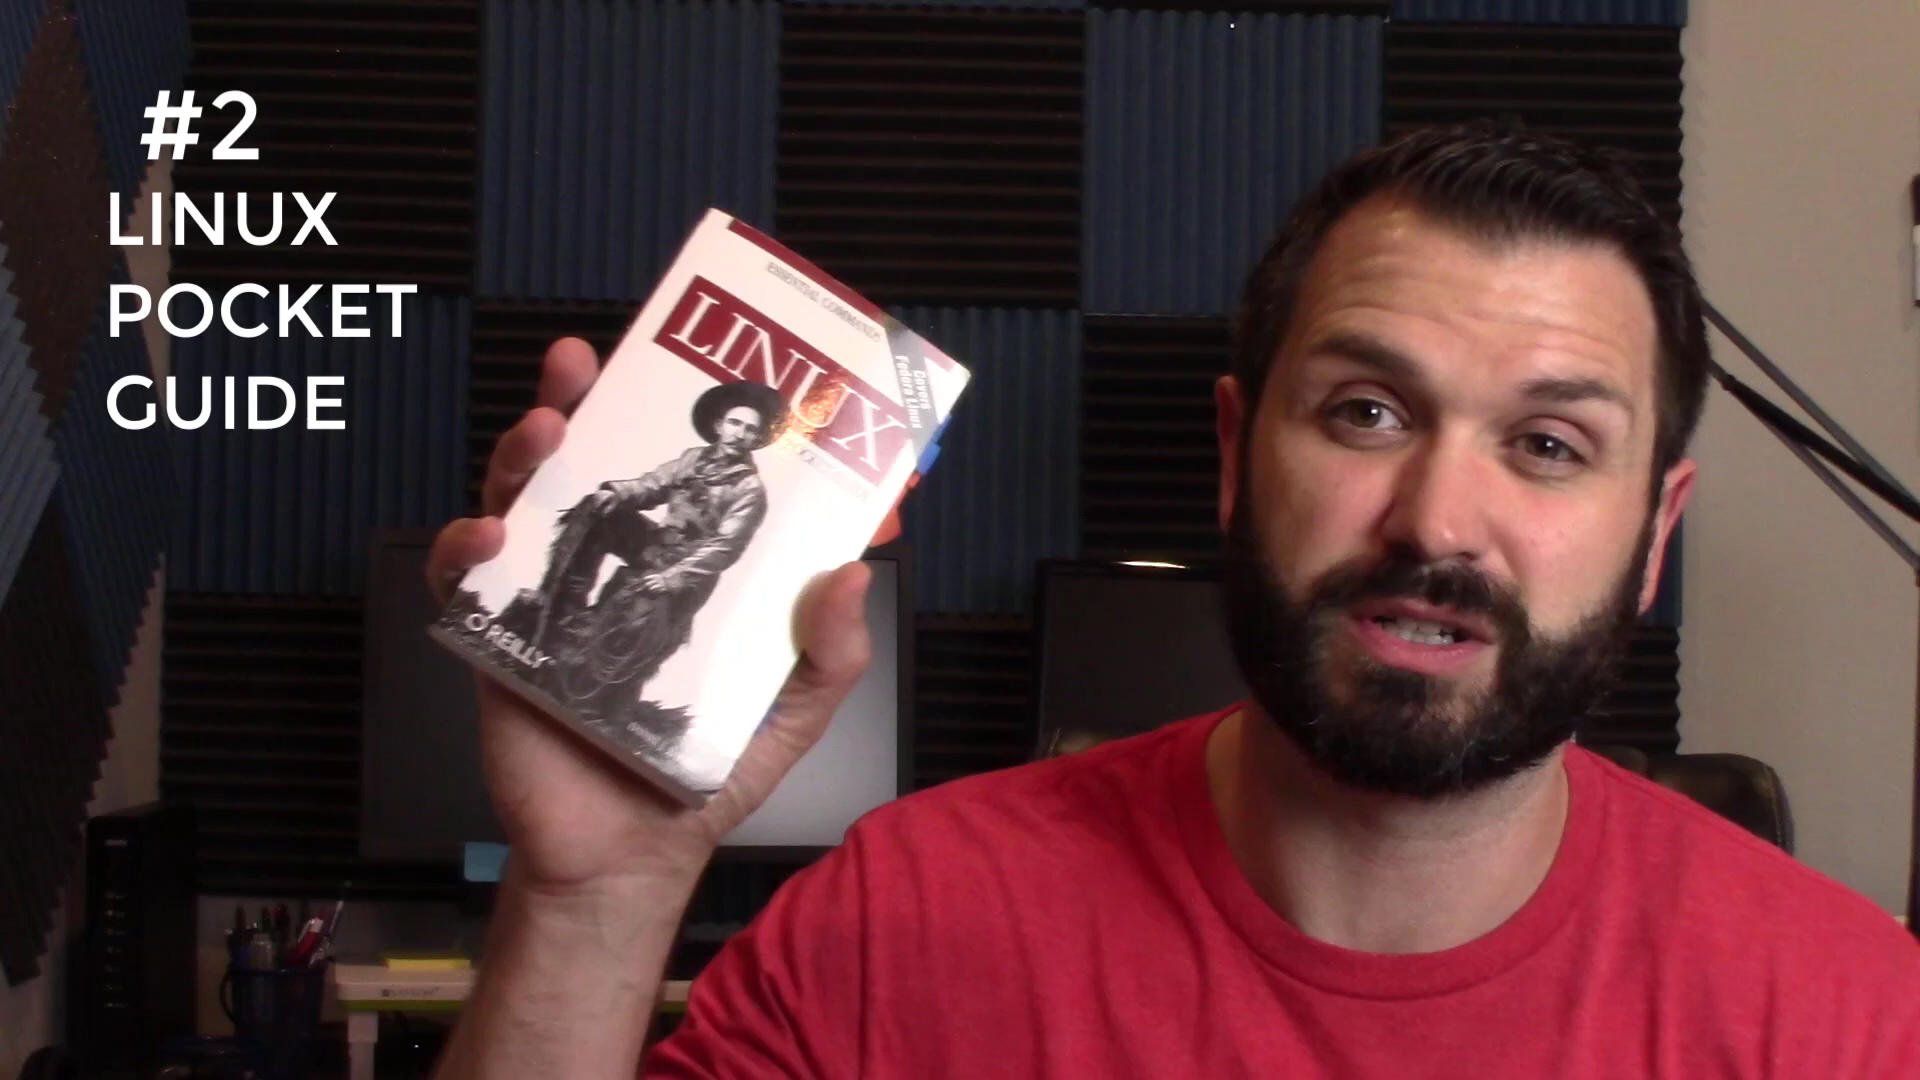 #2
LINUX
POCKET
GUIDE
ESSENTIAL COMMANDS
LINUX
Covers
Fedora Linux
O'REILLY